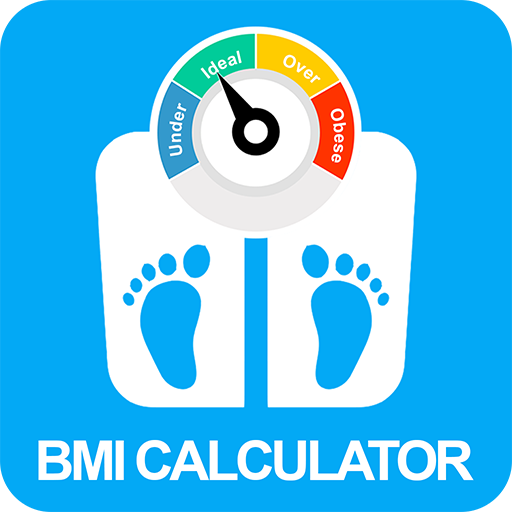 Under
Ideal
Over
Obese
BMI CALCULATOR